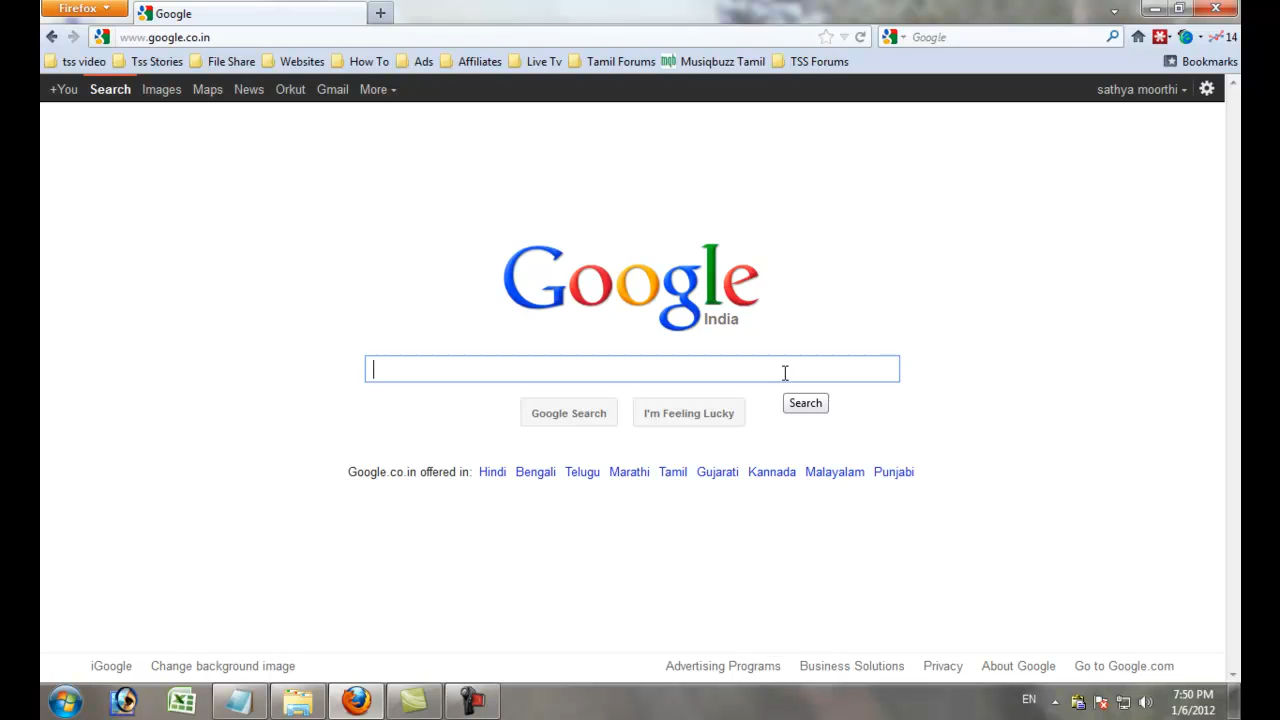 Firefox
Google
www.google.co.in
Google
14
tss video Tss Stories File Share Websites How To Ads Affiliates Live Tv Tamil Forums mqb Musiqbuzz Tamil TSS Forums Bookmarks
+You Search Images Maps News Orkut Gmail More sathya moorthi
Google
India
Google Search I'm Feeling Lucky Search
Google.co.in offered in: Hindi Bengali Telugu Marathi Tamil Gujarati Kannada Malayalam Punjabi
iGoogle Change background image Advertising Programs Business Solutions Privacy About Google Go to Google.com
EN 7:50 PM
1/6/2012